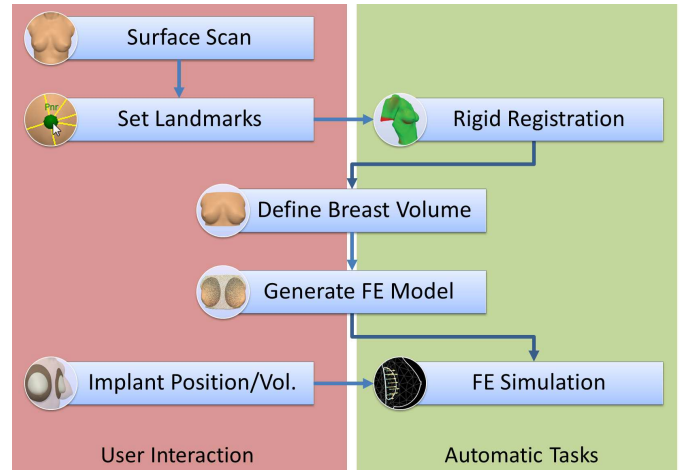 Surface Scan
Pnr
Set Landmarks
Rigid Registration
Define Breast Volume
Generate FE Model
Implant Position/Vol.
FE Simulation
User Interaction
Automatic Tasks